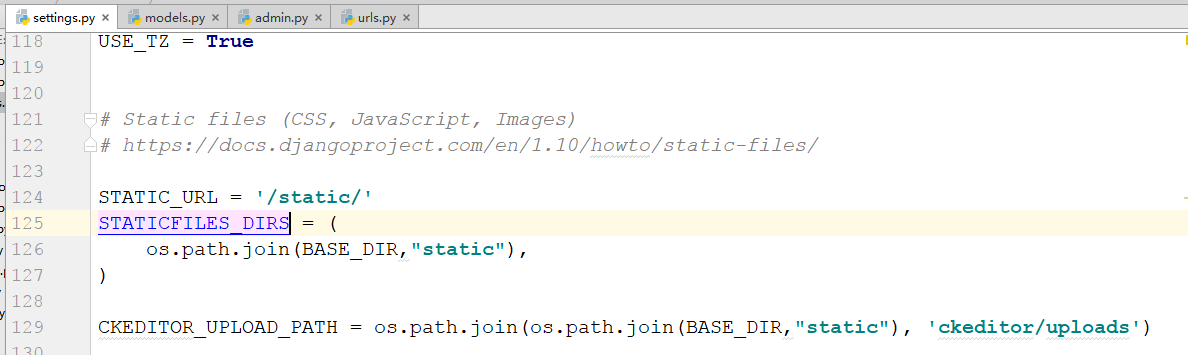 settings.py × models.py × admin.py × urls.py ×
118 USE_TZ = True
119
120
121 # Static files (CSS, JavaScript, Images)
122 # https://docs.djangoproject.com/en/1.10/howto/static-files/
123
124 STATIC_URL = '/static/'
125 STATICFILES_DIRS = (
126     os.path.join(BASE_DIR,"static"),
127 )
128
129 CKEDITOR_UPLOAD_PATH = os.path.join(os.path.join(BASE_DIR,"static"), 'ckeditor/uploads')
130